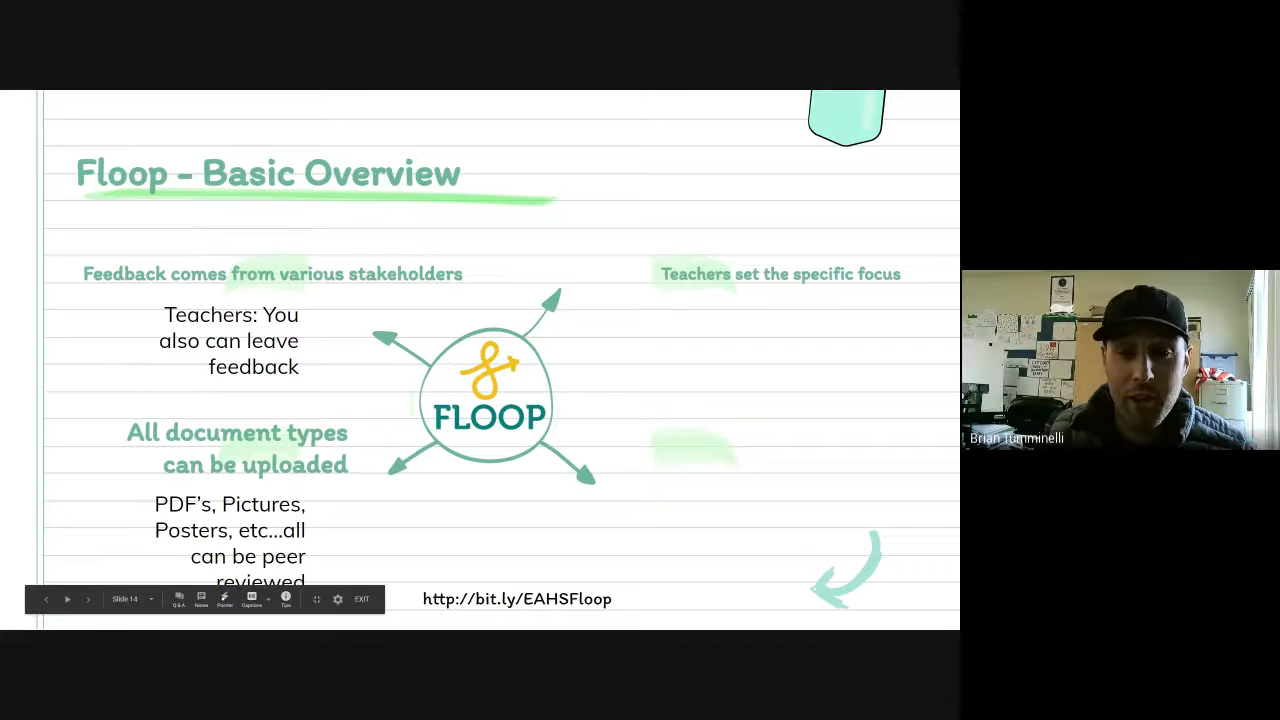 Floop - Basic Overview
Feedback comes from various stakeholders
Teachers: You
also can leave
feedback
All document types
can be uploaded
PDF's, Pictures,
Posters, etc...all
can be peer
reviewed
FLOOP
Teachers set the specific focus
http://bit.ly/EAHSFloop
Slide 14
Q & A
Notes
Pointer
Captions
Tips
EXIT
Brian Tumminelli